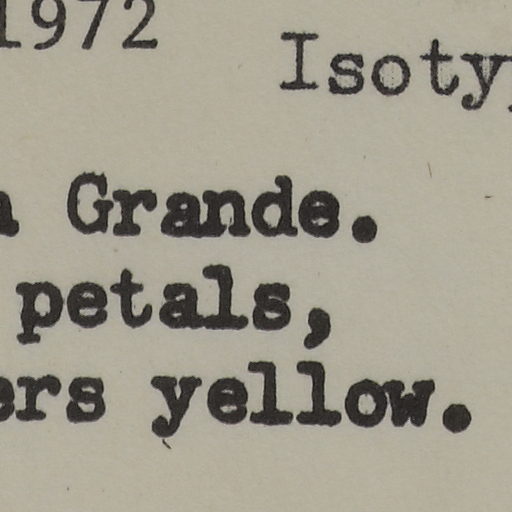 1972 Isoty
Grande.
petals,
ers yellow.